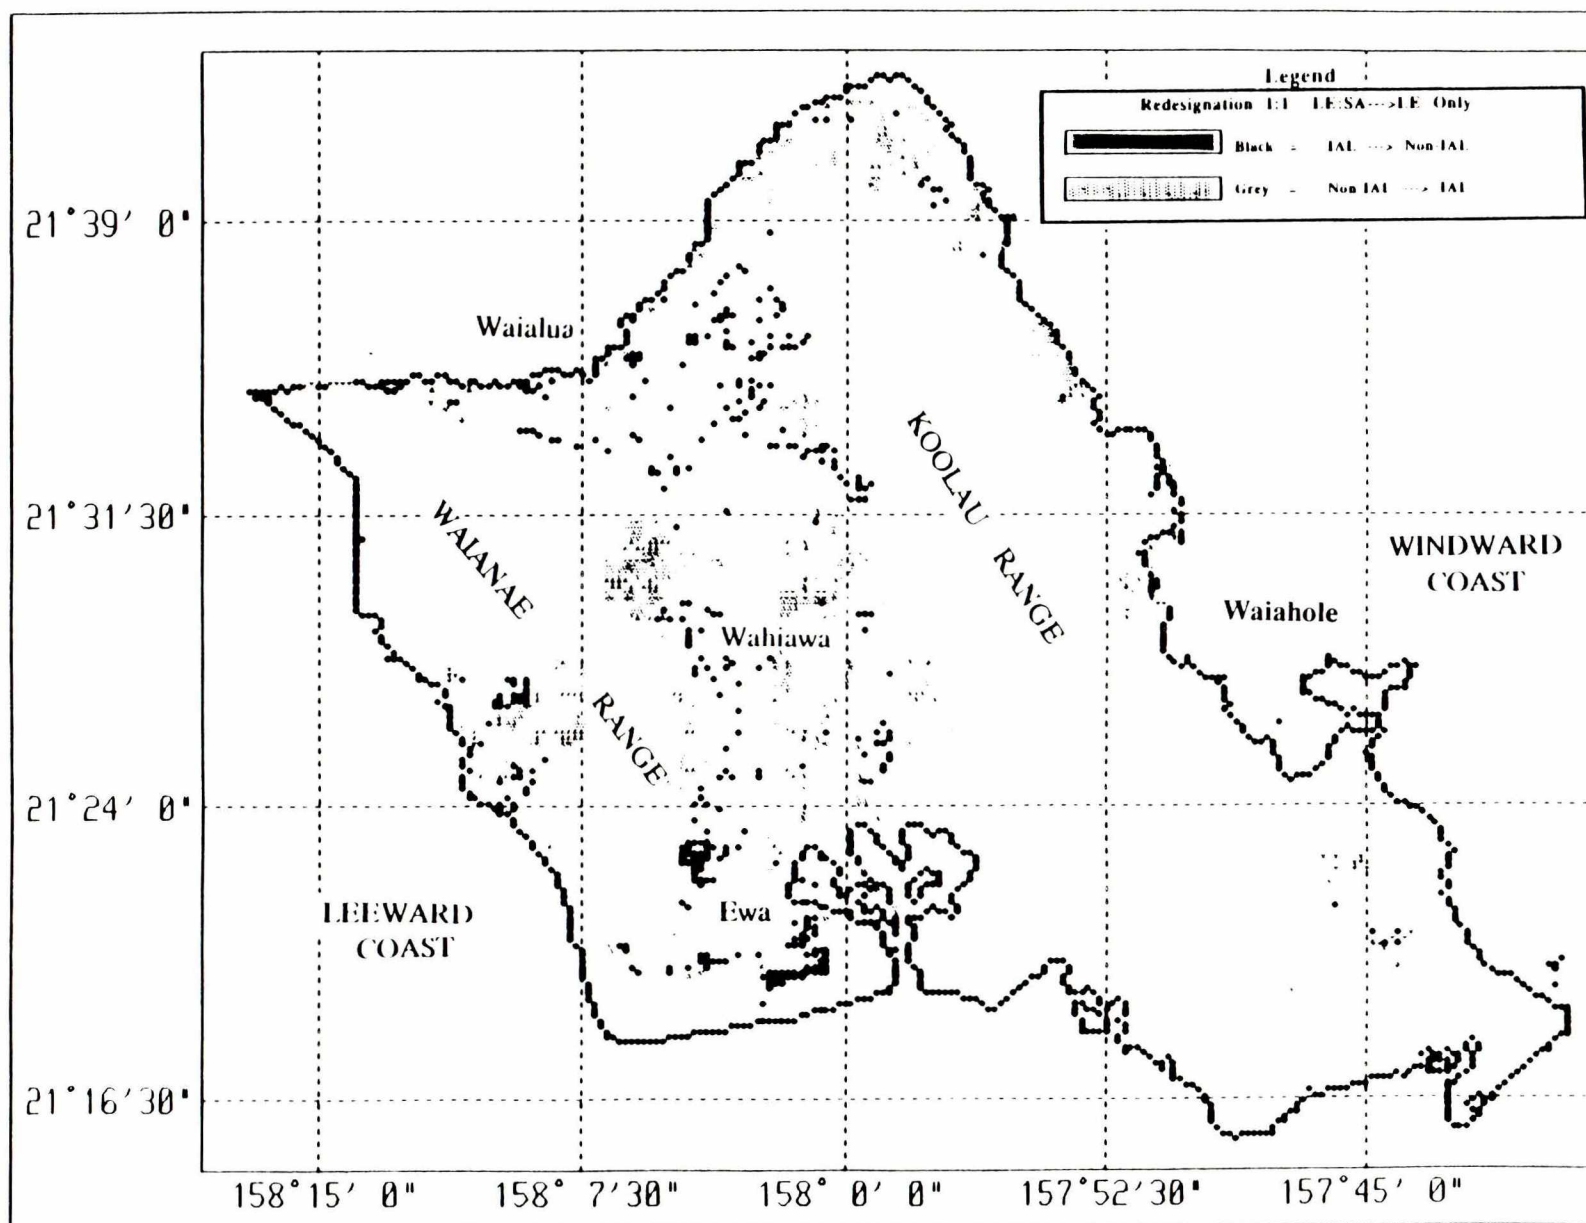 Legend
Redesignation 1:1 LE:SA--->LE Only
Black = IAL ---> Non-IAL
Grey = Non IAL ---> IAL
21°39' 0"
Waialua
KOOLAU RANGE
21°31'30"
WAIANAE RANGE
WINDWARD
COAST
Waiahole
Wahiawa
21°24' 0"
LEEWARD
COAST
Ewa
21°16'30"
158°15' 0" 158° 7'30" 158° 0' 0" 157°52'30" 157°45' 0"